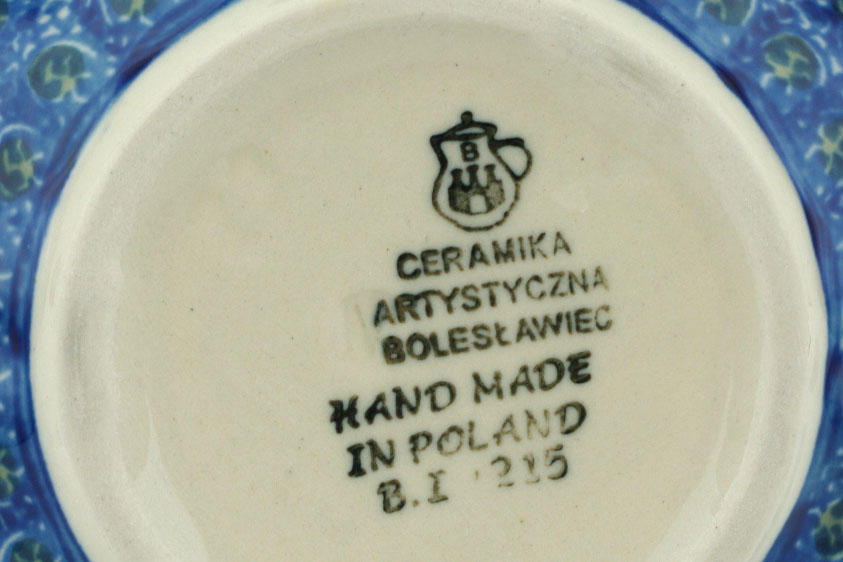 B
CERAMIKA
ARTYSTYCZNA
BOLESŁAWIEC
HAND MADE
IN POLAND
B.I 215